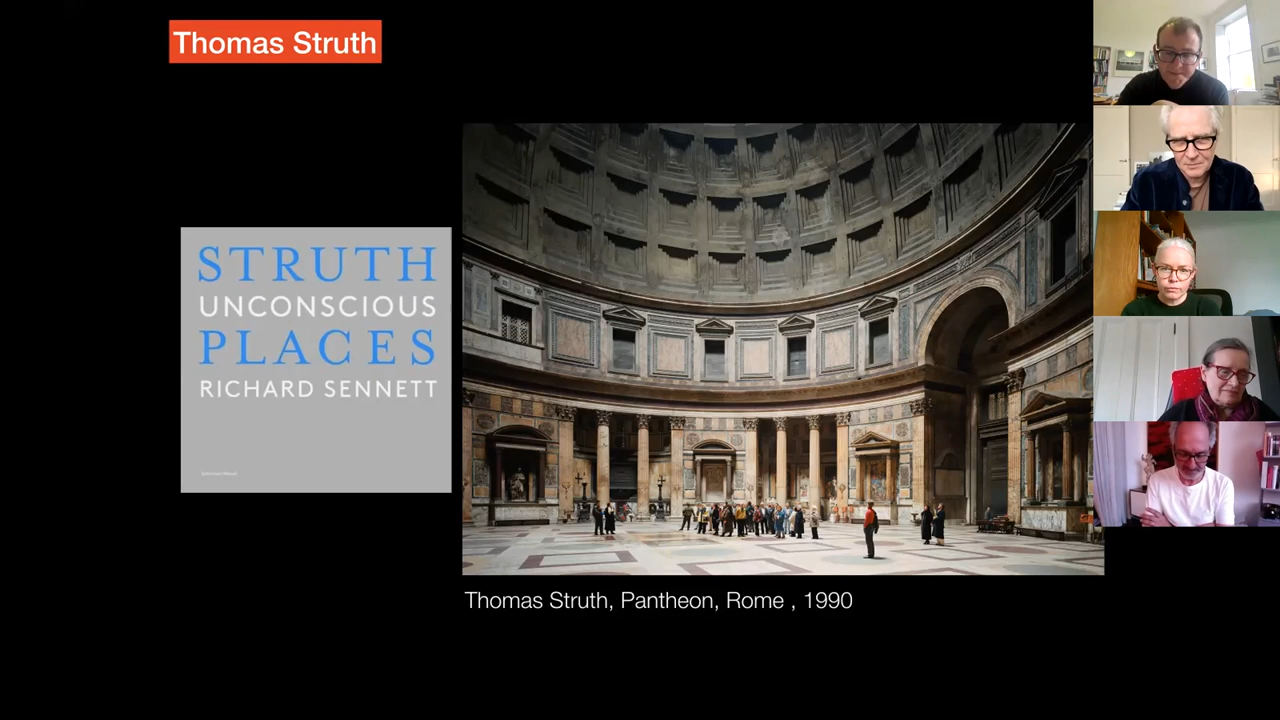 Thomas Struth
STRUTH
UNCONSCIOUS
PLACES
RICHARD SENNETT
Thomas Struth, Pantheon, Rome , 1990